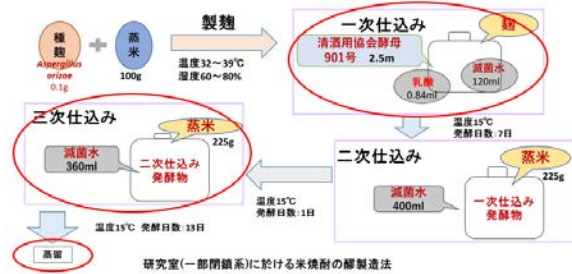 製麹
種麹
Aspergillus
orizae
0.1g
蒸米
100g
温度32~39℃
湿度60~80%
一次仕込み
麹
清酒用協会酵母
901号 2.5m
乳酸
0.84ml
滅菌水
120ml
温度15℃
発酵日数:7日
二次仕込み
蒸米
225g
滅菌水
400ml
一次仕込み
発酵物
温度15℃
発酵日数:1日
三次仕込み
蒸米
225g
滅菌水
360ml
二次仕込み
発酵物
温度15℃ 発酵日数:13日
蒸留
研究室(一部閉鎖系)に於ける米焼酎の醪製造法